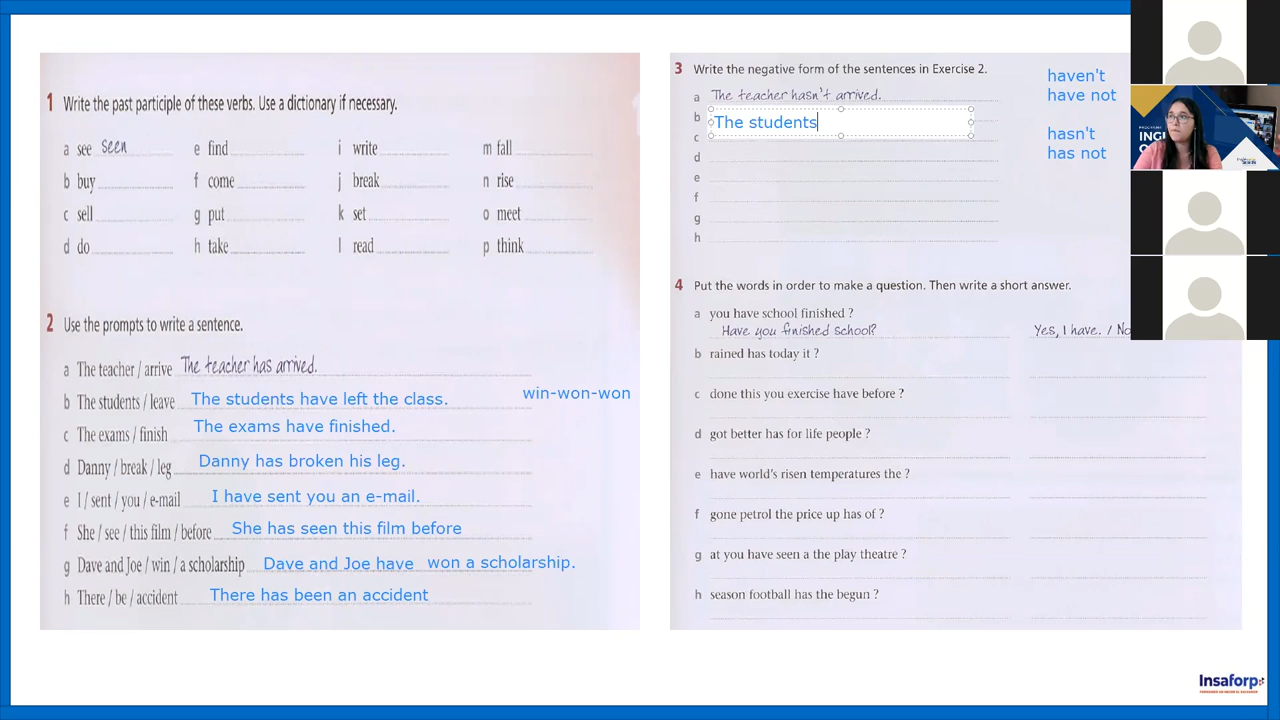 1 Write the past participle of these verbs. Use a dictionary if necessary.
a see seen e find i write m fall
b buy f come j break n rise
c sell g put k set o meet
d do h take l read p think
2 Use the prompts to write a sentence.
a The teacher / arrive The teacher has arrived.
b The students / leave The students have left the class. win-won-won
c The exams / finish The exams have finished.
d Danny / break / leg Danny has broken his leg.
e I / sent / you / e-mail I have sent you an e-mail.
f She / see / this film / before She has seen this film before
g Dave and Joe / win / a scholarship Dave and Joe have won a scholarship.
h There / be / accident There has been an accident
3 Write the negative form of the sentences in Exercise 2.
a The teacher hasn't arrived.
b The students
c
d
e
f
g
h
haven't
have not
hasn't
has not
4 Put the words in order to make a question. Then write a short answer.
a you have school finished ?
Have you finished school? Yes, I have. / No
b rained has today it ?
c done this you exercise have before ?
d got better has for life people ?
e have world's risen temperatures the ?
f gone petrol the price up has of ?
g at you have seen a the play theatre ?
h season football has the begun ?
Insaforp